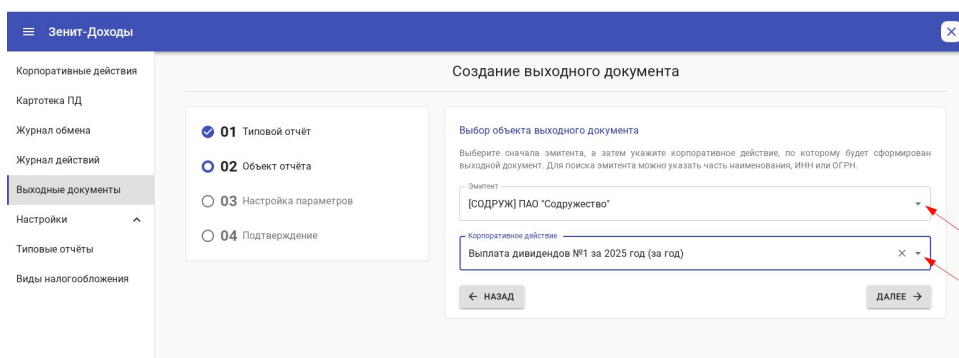 Зенит-Доходы
Корпоративные действия
Картотека ПД
Журнал обмена
Журнал действий
Выходные документы
Настройки
Типовые отчёты
Виды налогообложения
Создание выходного документа
01 Типовой отчёт
02 Объект отчёта
03 Настройка параметров
04 Подтверждение
Выбор объекта выходного документа
Выберите сначала эмитента, а затем укажите корпоративное действие, по которому будет сформирован
выходной документ. Для поиска эмитента можно указать часть наименования, ИНН или ОГРН.
Эмитент
[СОДРУЖ] ПАО "Содружество"
Корпоративное действие
Выплата дивидендов №1 за 2025 год (за год)
НАЗАД
ДАЛЕЕ